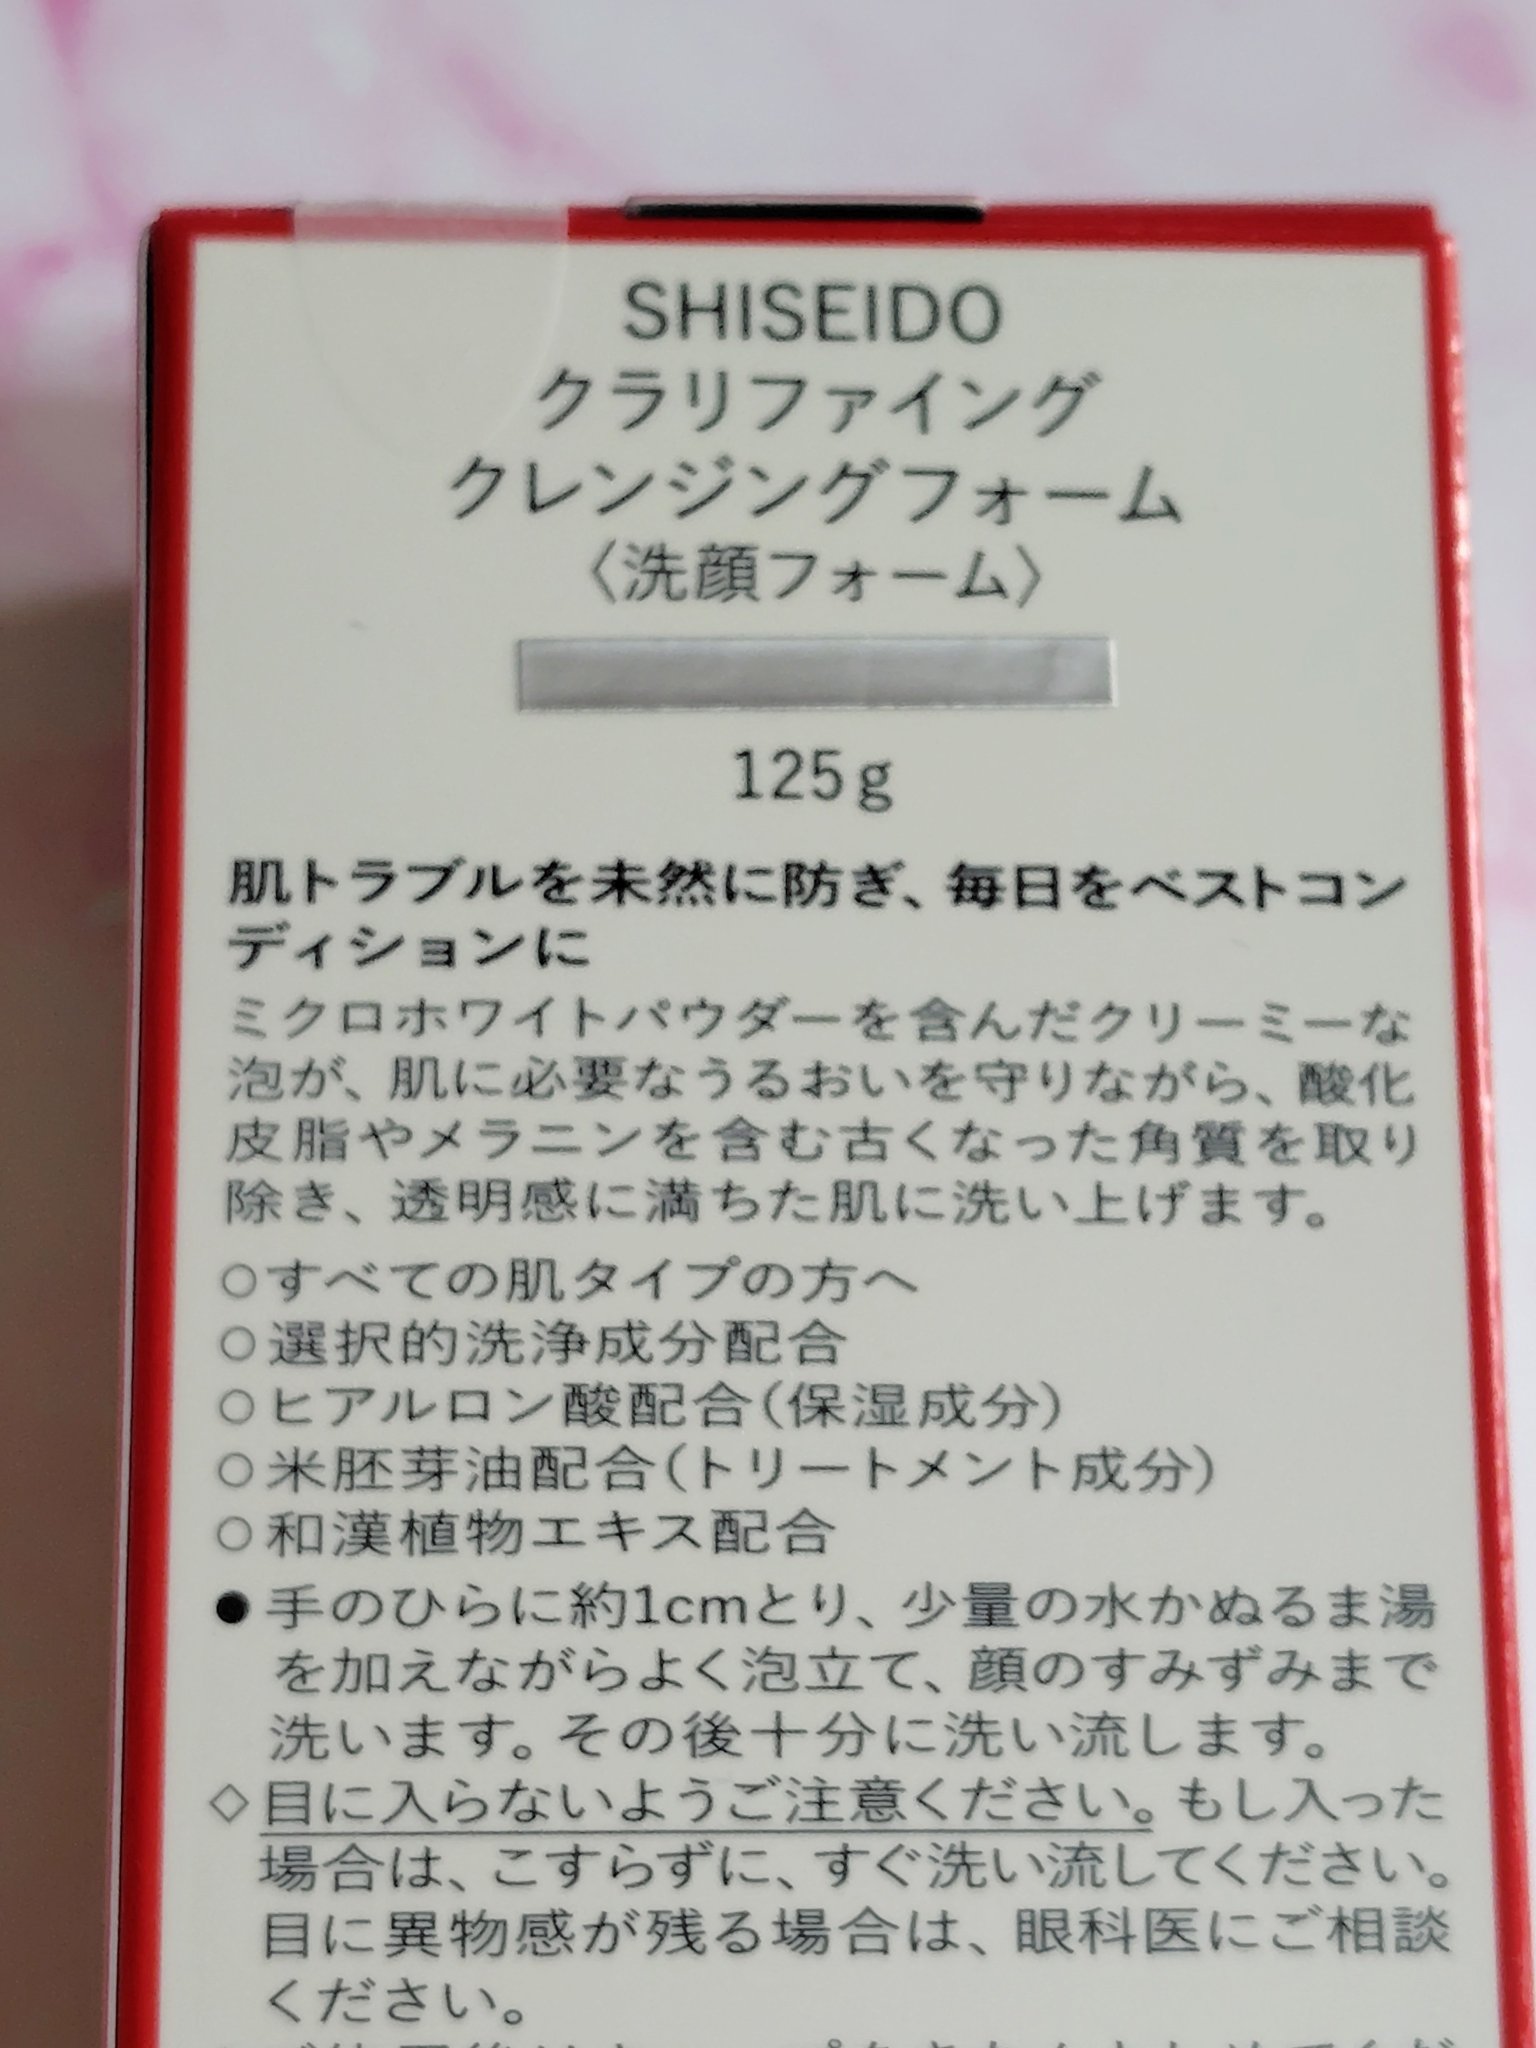 SHISEIDO
クラリファイング
クレンジングフォーム
〈洗顔フォーム〉
125g
肌トラブルを未然に防ぎ、毎日をベストコン
ディションに
ミクロホワイトパウダーを含んだクリーミーな
泡が、肌に必要なうるおいを守りながら、酸化
皮脂やメラニンを含む古くなった角質を取り
除き、透明感に満ちた肌に洗い上げます。
○すべての肌タイプの方へ
○選択的洗浄成分配合
○ヒアルロン酸配合(保湿成分)
○米胚芽油配合(トリートメント成分)
○和漢植物エキス配合
●手のひらに約1cmとり、少量の水かぬるま湯
を加えながらよく泡立て、顔のすみずみまで
洗います。その後十分に洗い流します。
◇目に入らないようご注意ください。もし入った
場合は、こすらずに、すぐ洗い流してください。
目に異物感が残る場合は、眼科医にご相談
ください。